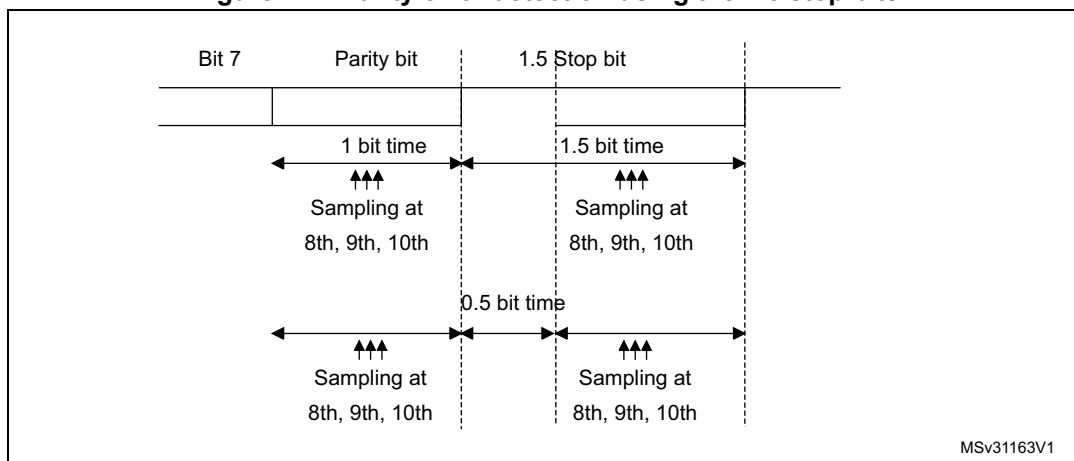 Bit 7 Parity bit 1.5 Stop bit
1 bit time 1.5 bit time
Sampling at Sampling at
8th, 9th, 10th 8th, 9th, 10th
0.5 bit time
Sampling at Sampling at
8th, 9th, 10th 8th, 9th, 10th
MSv31163V1